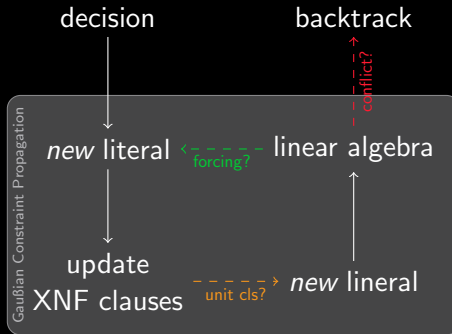 decision
backtrack
conflict?
Gaußian Constraint Propagation
new literal
forcing?
linear algebra
update
XNF clauses
unit cls?
new lineral